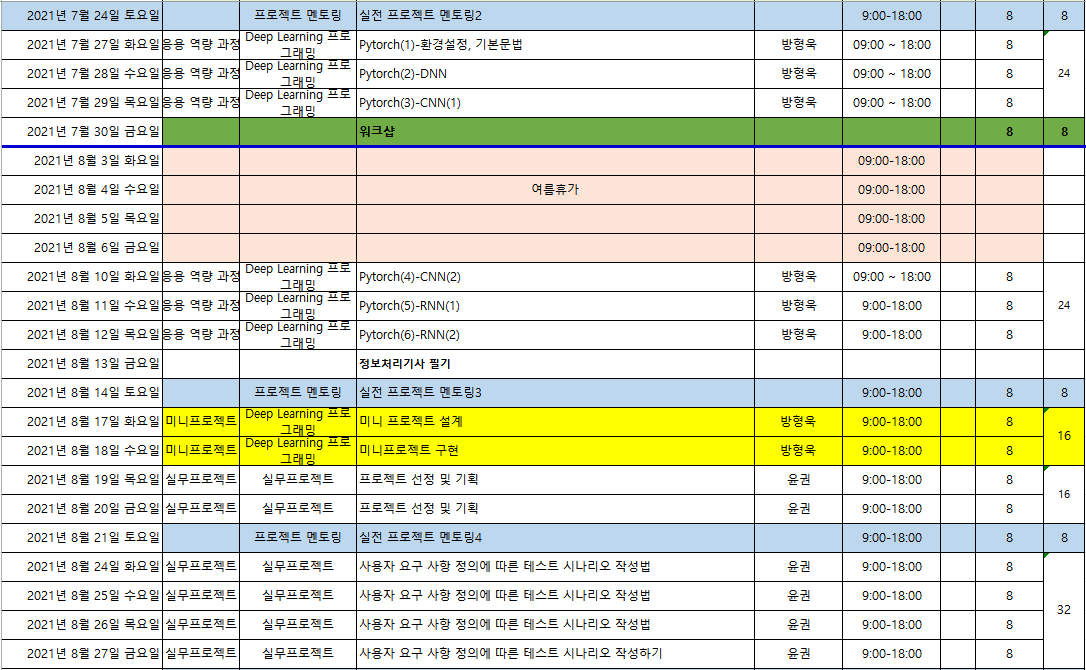 2021년 7월 24일 토요일 프로젝트 멘토링 실전 프로젝트 멘토링2 9:00-18:00 8 8
2021년 7월 27일 화요일 응용 역량 과정 Deep Learning 프로그래밍 Pytorch(1)-환경설정, 기본문법 방형욱 09:00 ~ 18:00 8
2021년 7월 28일 수요일 응용 역량 과정 Deep Learning 프로그래밍 Pytorch(2)-DNN 방형욱 09:00 ~ 18:00 8 24
2021년 7월 29일 목요일 응용 역량 과정 Deep Learning 프로그래밍 Pytorch(3)-CNN(1) 방형욱 09:00 ~ 18:00 8
2021년 7월 30일 금요일 워크샵 8 8
2021년 8월 3일 화요일 09:00-18:00
2021년 8월 4일 수요일 여름휴가 09:00-18:00
2021년 8월 5일 목요일 09:00-18:00
2021년 8월 6일 금요일 09:00-18:00
2021년 8월 10일 화요일 응용 역량 과정 Deep Learning 프로그래밍 Pytorch(4)-CNN(2) 방형욱 09:00 ~ 18:00 8
2021년 8월 11일 수요일 응용 역량 과정 Deep Learning 프로그래밍 Pytorch(5)-RNN(1) 방형욱 9:00-18:00 8 24
2021년 8월 12일 목요일 응용 역량 과정 Deep Learning 프로그래밍 Pytorch(6)-RNN(2) 방형욱 9:00-18:00 8
2021년 8월 13일 금요일 정보처리기사 필기
2021년 8월 14일 토요일 프로젝트 멘토링 실전 프로젝트 멘토링3 9:00-18:00 8 8
2021년 8월 17일 화요일 미니프로젝트 Deep Learning 프로그래밍 미니 프로젝트 설계 방형욱 9:00-18:00 8 16
2021년 8월 18일 수요일 미니프로젝트 Deep Learning 프로그래밍 미니프로젝트 구현 방형욱 9:00-18:00 8
2021년 8월 19일 목요일 실무프로젝트 실무프로젝트 프로젝트 선정 및 기획 윤권 9:00-18:00 8 16
2021년 8월 20일 금요일 실무프로젝트 실무프로젝트 프로젝트 선정 및 기획 윤권 9:00-18:00 8
2021년 8월 21일 토요일 프로젝트 멘토링 실전 프로젝트 멘토링4 9:00-18:00 8 8
2021년 8월 24일 화요일 실무프로젝트 실무프로젝트 사용자 요구 사항 정의에 따른 테스트 시나리오 작성법 윤권 9:00-18:00 8
2021년 8월 25일 수요일 실무프로젝트 실무프로젝트 사용자 요구 사항 정의에 따른 테스트 시나리오 작성법 윤권 9:00-18:00 8 32
2021년 8월 26일 목요일 실무프로젝트 실무프로젝트 사용자 요구 사항 정의에 따른 테스트 시나리오 작성법 윤권 9:00-18:00 8
2021년 8월 27일 금요일 실무프로젝트 실무프로젝트 사용자 요구 사항 정의에 따른 테스트 시나리오 작성하기 윤권 9:00-18:00 8